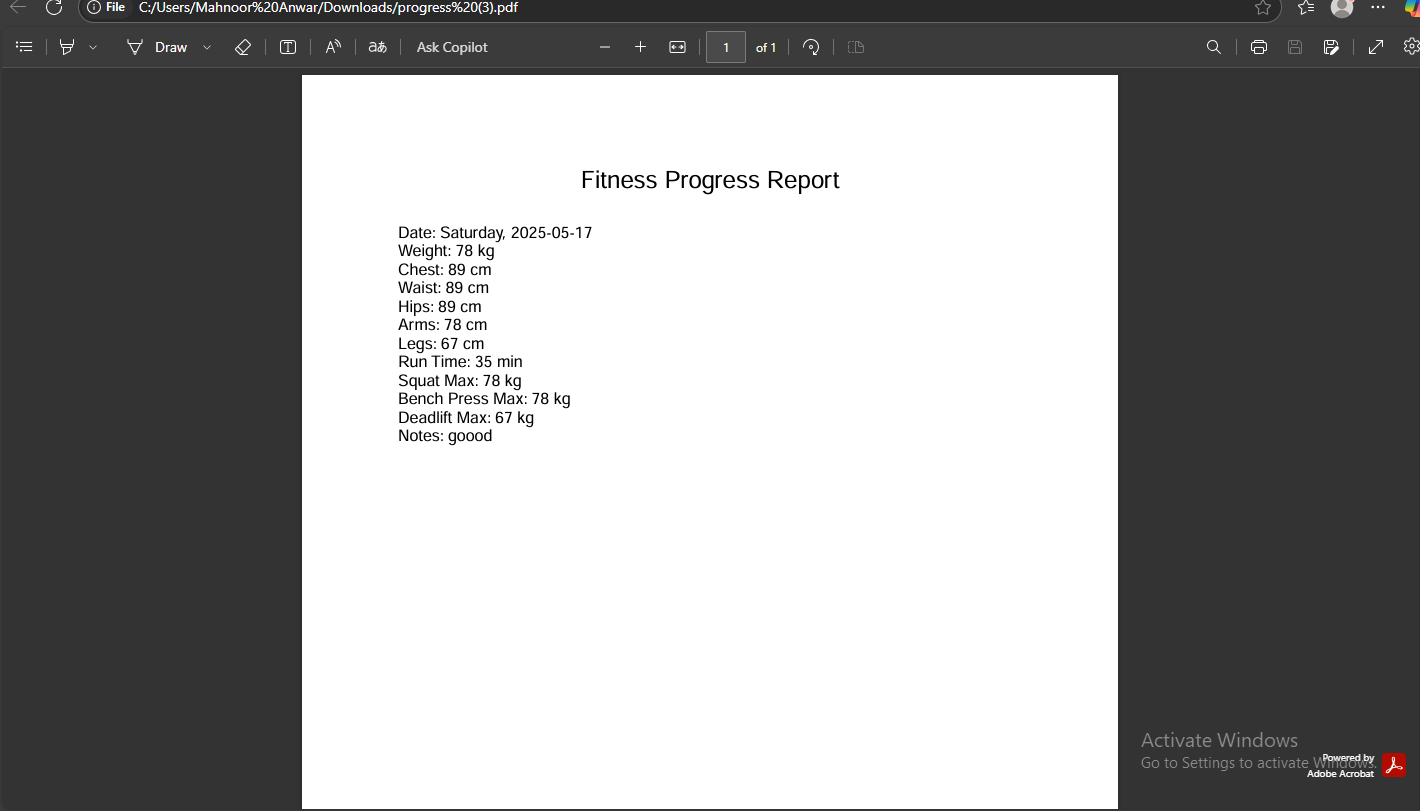 File C:/Users/Mahnoor%20Anwar/Downloads/progress%20(3).pdf
Draw A aあ Ask Copilot 1 of 1
Fitness Progress Report
Date: Saturday, 2025-05-17
Weight: 78 kg
Chest: 89 cm
Waist: 89 cm
Hips: 89 cm
Arms: 78 cm
Legs: 67 cm
Run Time: 35 min
Squat Max: 78 kg
Bench Press Max: 78 kg
Deadlift Max: 67 kg
Notes: goood
Activate Windows
Go to Settings to activate Windows.
Powered by
Adobe Acrobat